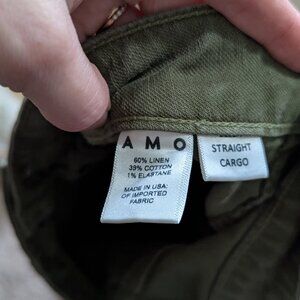 AMO
60% LINEN
39% COTTON
1% ELASTANE
MADE IN USA:
OF IMPORTED
FABRIC
STRAIGHT
CARGO